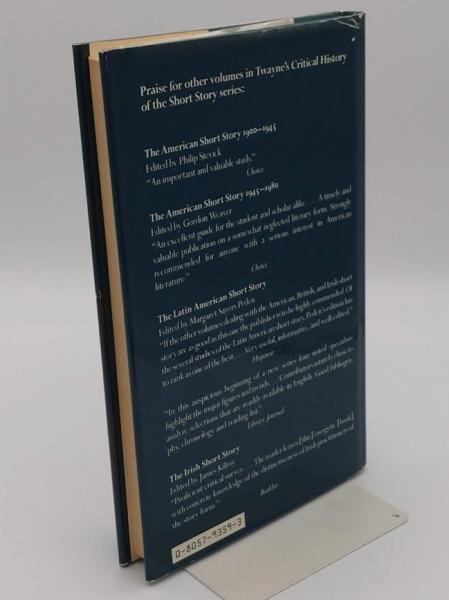 Praise for other volumes in Twayne's Critical History
of the Short Story series:
The American Short Story 1900–1945
Edited by Philip Stevick
"An important and valuable study."
Choice
The American Short Story 1945–1980
Edited by Gordon Weaver
"An excellent guide for the student and scholar alike. . . . A timely and
valuable publication on a somewhat neglected literary form. Strongly
recommended for anyone with a serious interest in American
literature."
Choice
The Latin American Short Story
Edited by Margaret Sayers Peden
"If the other volumes dealing with the American, British, and Irish short
story are as good as this one the publisher is to be highly commended. Of
the several studies of the Latin American short story, Peden's edition has
to rank as one of the best. . . . Very useful, informative, and well-edited."
Hispania
"In this auspicious beginning of a new series four noted specialists
highlight the major figures and trends. . . . Contributors astutely chose to
analyze selections that are readily available in English. Good bibliogra-
phy, chronology and reading list."
Library Journal
The Irish Short Story
Edited by James Kilroy
"Proficient critical survey. . . . The reader leaves [this] energetic [book]
with concrete knowledge of the distinctiveness of Irish practitioners of
the story form."
Booklist
0-8057-9359-3